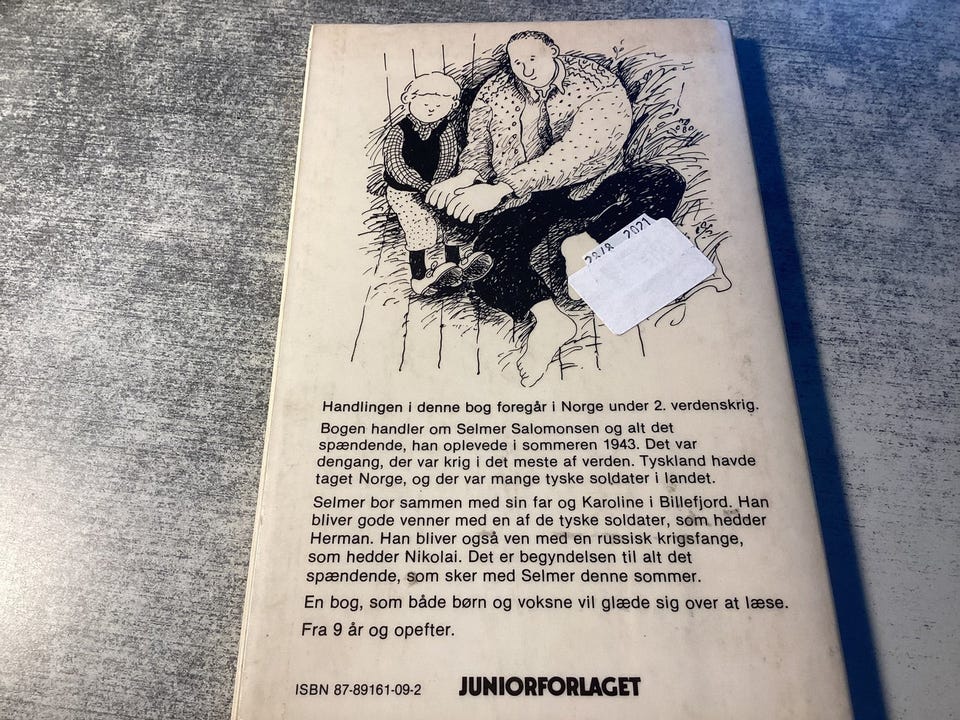 28/8 2021
Handlingen i denne bog foregår i Norge under 2. verdenskrig.
Bogen handler om Selmer Salomonsen og alt det
spændende, han oplevede i sommeren 1943. Det var
dengang, der var krig i det meste af verden. Tyskland havde
taget Norge, og der var mange tyske soldater i landet.
Selmer bor sammen med sin far og Karoline i Billefjord. Han
bliver gode venner med en af de tyske soldater, som hedder
Herman. Han bliver også ven med en russisk krigsfange,
som hedder Nikolai. Det er begyndelsen til alt det
spændende, som sker med Selmer denne sommer.
En bog, som både børn og voksne vil glæde sig over at læse.
Fra 9 år og opefter.
ISBN 87-89161-09-2 JUNIORFORLAGET